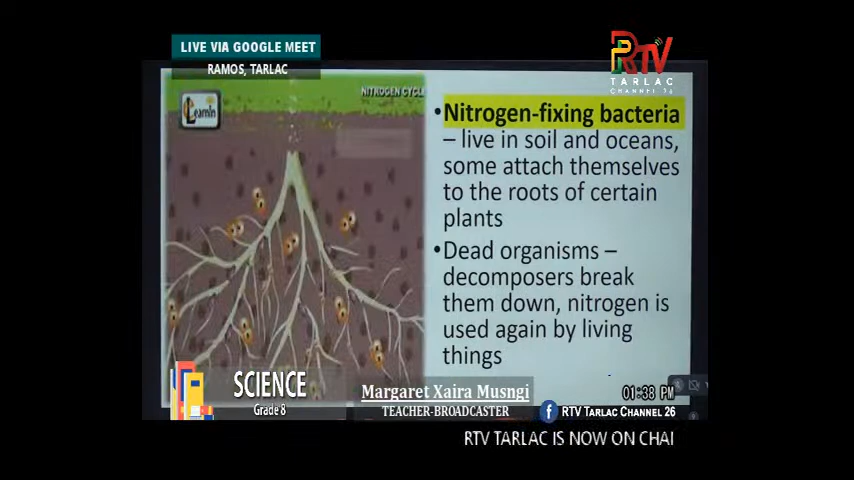 LIVE VIA GOOGLE MEET
RAMOS, TARLAC
RTV
TARLAC
CHANNEL 26
NITROGEN CYCLE
Learnin
• Nitrogen-fixing bacteria
– live in soil and oceans,
some attach themselves
to the roots of certain
plants
• Dead organisms –
decomposers break
them down, nitrogen is
used again by living
things
SCIENCE
Grade 8
Margaret Xaira Musngi
TEACHER-BROADCASTER
01:38 PM
RTV TARLAC CHANNEL 26
RTV TARLAC IS NOW ON CHA